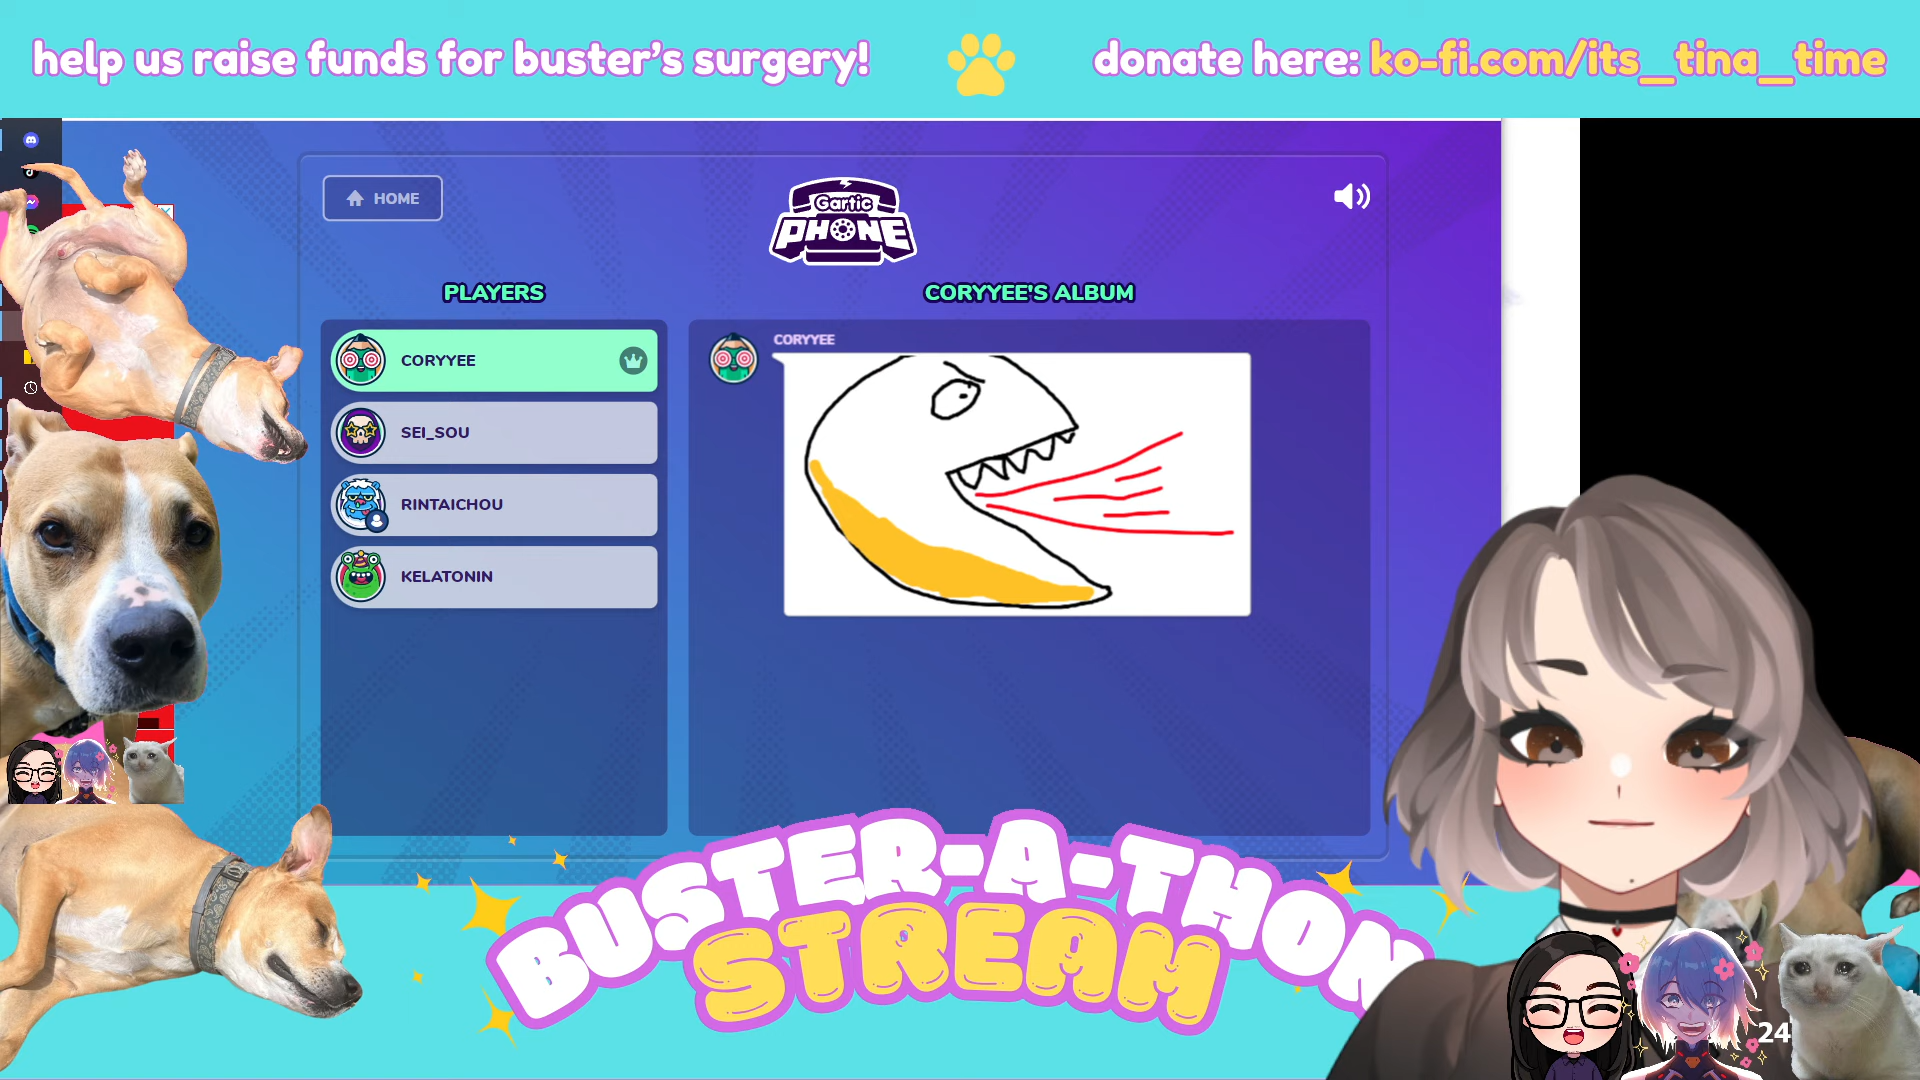 help us raise funds for buster's surgery!
donate here: ko-fi.com/its_tina_time
HOME
Gartic
PHONE
PLAYERS
CORYYEE'S ALBUM
CORYYEE
CORYYEE
SEI_SOU
RINTAICHOU
KELATONIN
BUSTER-A-THON
STREAM
24